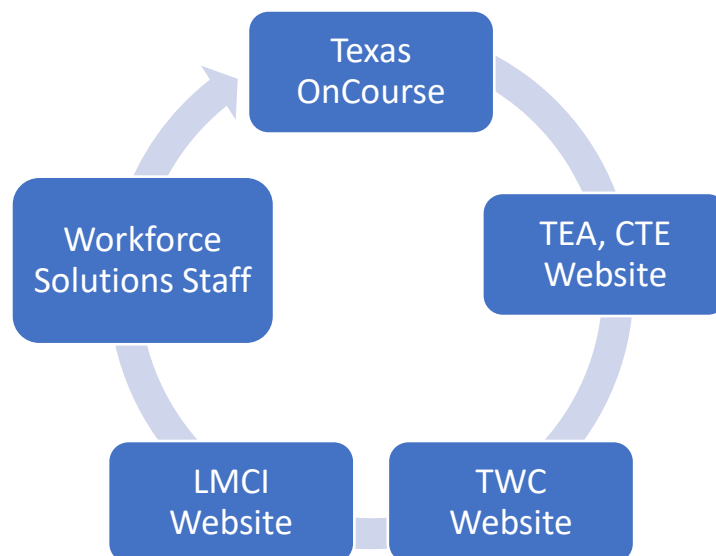 Texas
OnCourse
TEA, CTE
Website
TWC
Website
LMCI
Website
Workforce
Solutions Staff